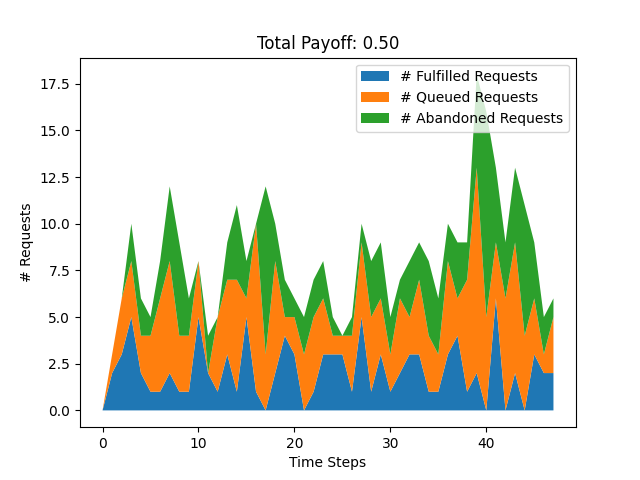 Total Payoff: 0.50
# Fulfilled Requests
# Queued Requests
# Abandoned Requests
17.5
15.0
12.5
10.0
7.5
5.0
2.5
0.0
# Requests
0 10 20 30 40
Time Steps